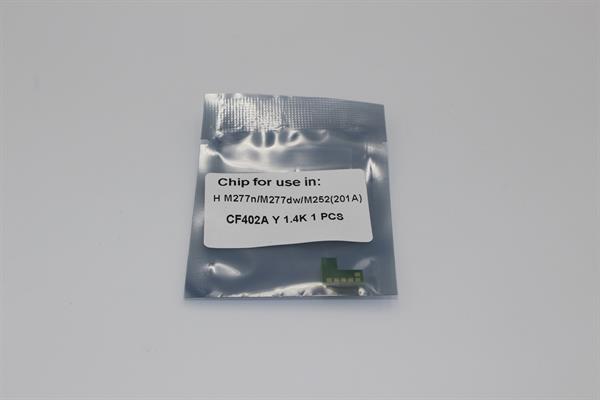 Chip for use in:
H M277n/M277dw/M252(201A)
CF402A Y 1.4K 1 PCS